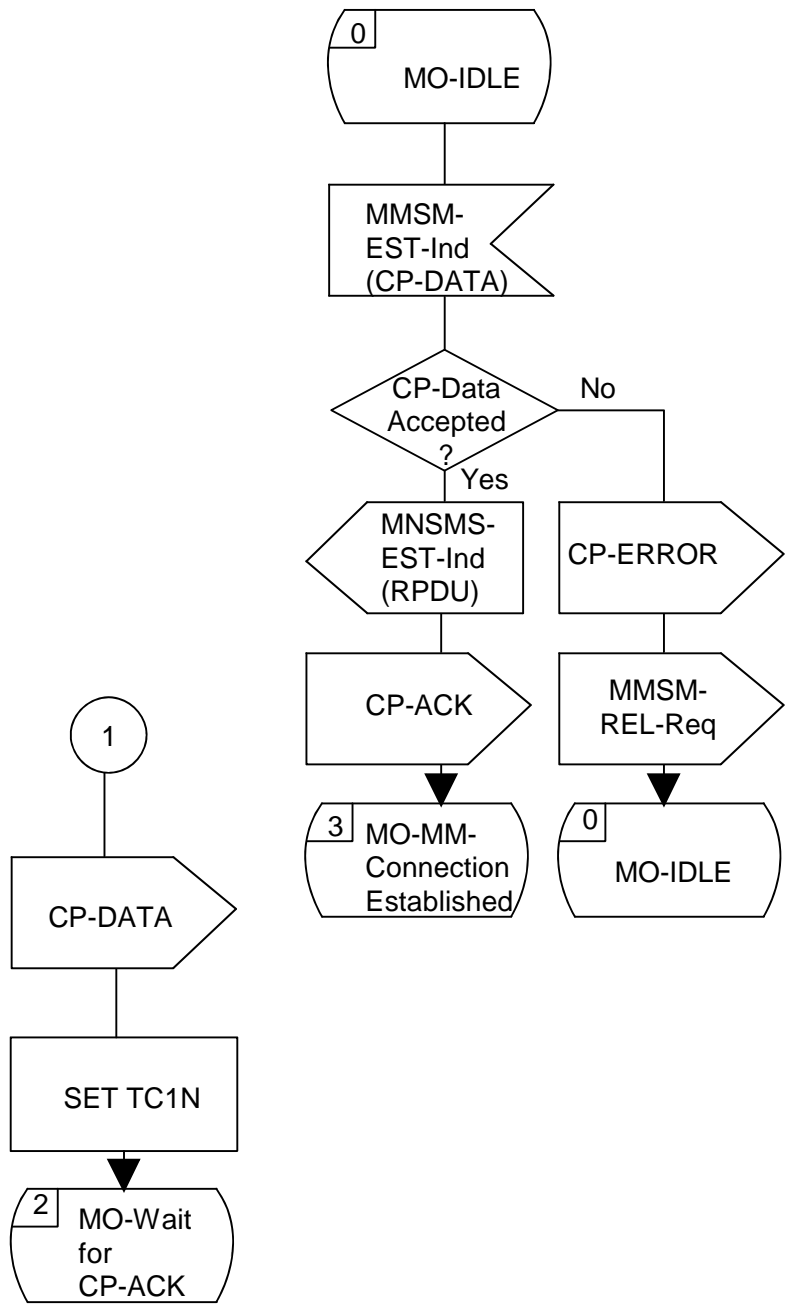 0
MO-IDLE
MMSM-
EST-Ind
(CP-DATA)
CP-Data
Accepted
?
No
Yes
MNSMS-
EST-Ind
(RPDU)
CP-ERROR
CP-ACK
MMSM-
REL-Req
3
MO-MM-
Connection
Established
0
MO-IDLE
1
CP-DATA
SET TC1N
2
MO-Wait
for
CP-ACK